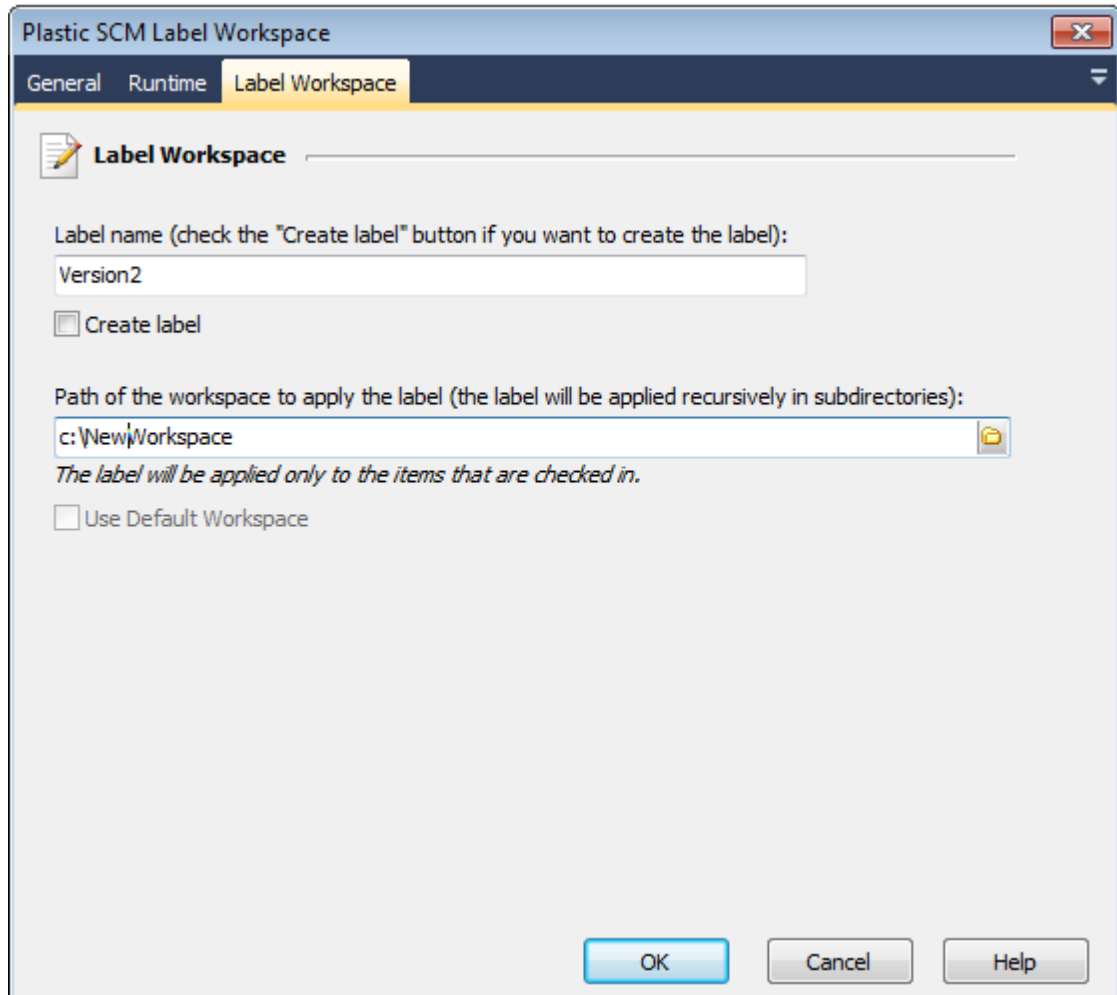 Plastic SCM Label Workspace
General Runtime Label Workspace
Label Workspace
Label name (check the "Create label" button if you want to create the label):
Version2
Create label
Path of the workspace to apply the label (the label will be applied recursively in subdirectories):
c:\NewWorkspace
The label will be applied only to the items that are checked in.
Use Default Workspace
OK Cancel Help